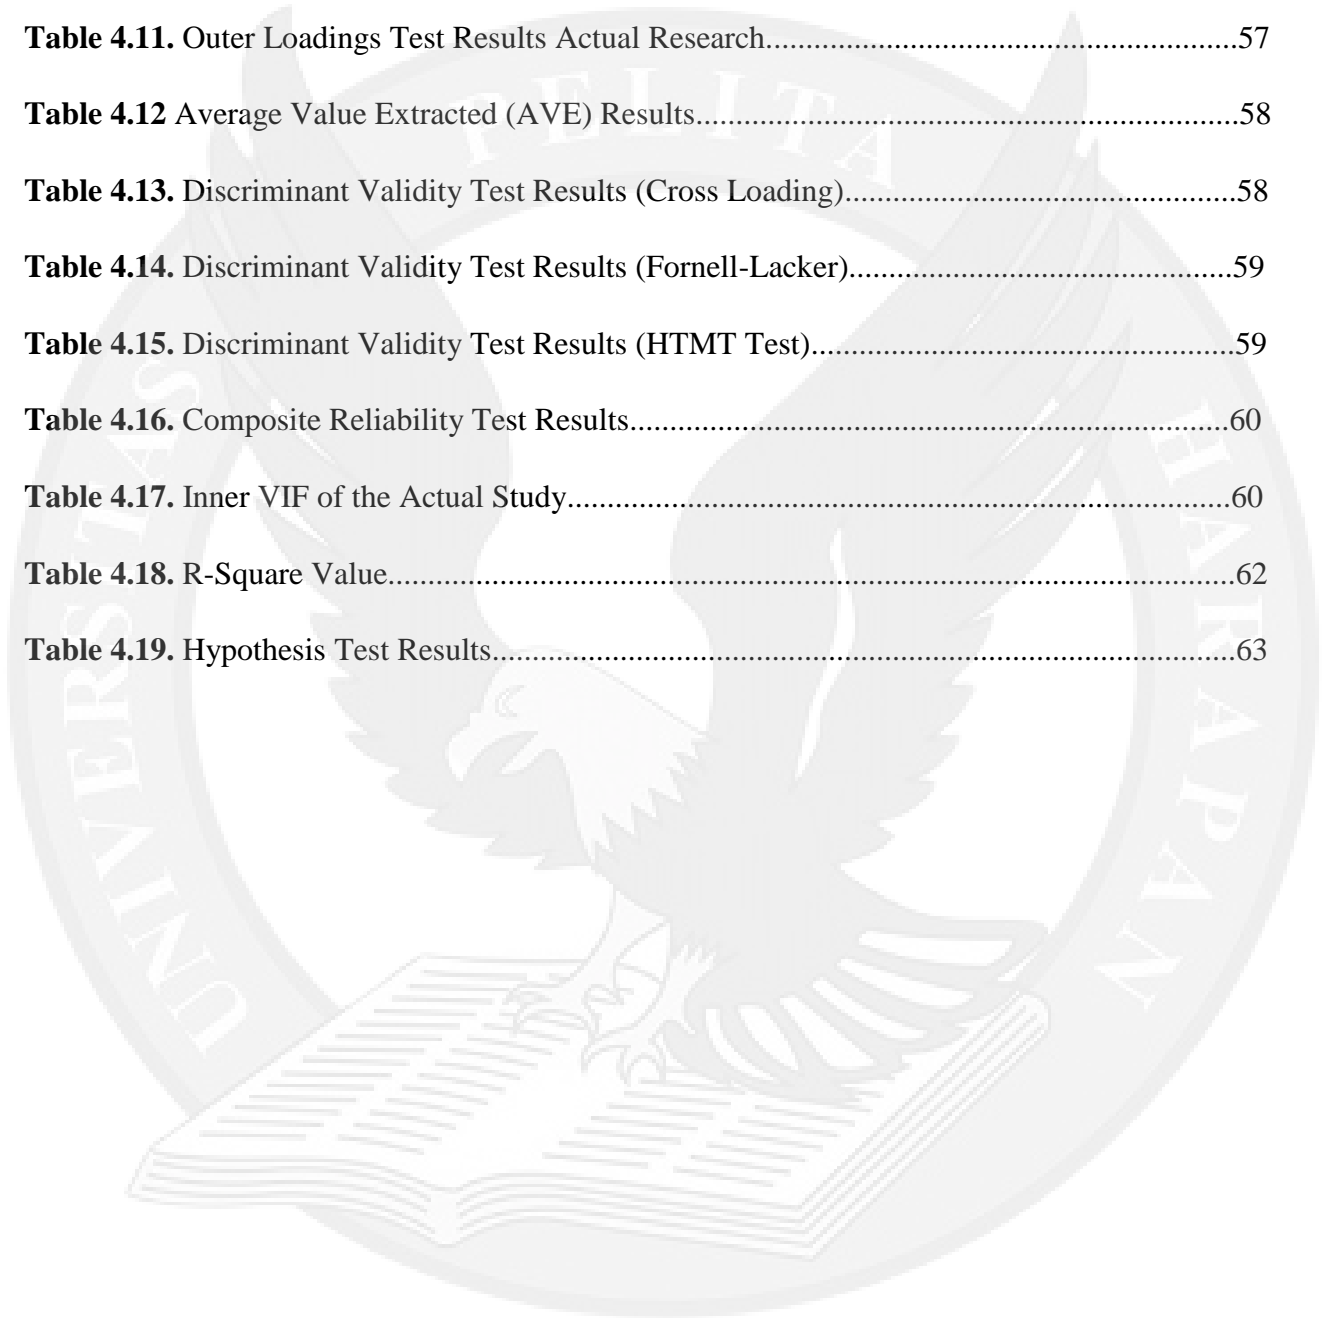 Table 4.11. Outer Loadings Test Results Actual Research..............................................................57
Table 4.12 Average Value Extracted (AVE) Results....................................................................58
Table 4.13. Discriminant Validity Test Results (Cross Loading)..................................................58
Table 4.14. Discriminant Validity Test Results (Fornell-Lacker)................................................59
Table 4.15. Discriminant Validity Test Results (HTMT Test).....................................................59
Table 4.16. Composite Reliability Test Results...........................................................................60
Table 4.17. Inner VIF of the Actual Study...................................................................................60
Table 4.18. R-Square Value..........................................................................................................62
Table 4.19. Hypothesis Test Results.............................................................................................63
UNIVERSITAS PELITA HARAPAN